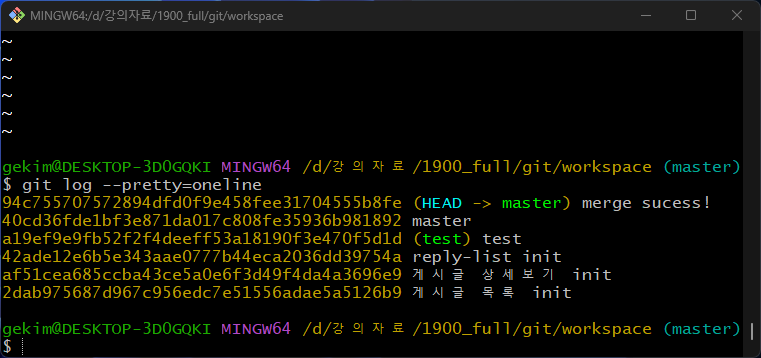 MINGW64:/d/강의자료/1900_full/git/workspace
~
~
~
~
~
~
gekim@DESKTOP-3D0GQKI MINGW64 /d/강의자료/1900_full/git/workspace (master)
$ git log --pretty=oneline
94c755707572894dfd0f9e458fee31704555b8fe (HEAD -> master) merge sucess!
40cd36fde1bf3e871da017c808fe35936b981892 master
a19ef9e9fb52f2f4deeff53a18190f3e470f5d1d (test) test
42ade12e6b5e343aae0777b44eca2036dd39754a reply-list init
af51cea685ccba43ce5a0e6f3d49f4da4a3696e9 게시글 상세보기 init
2dab975687d967c956edc7e51556adae5a5126b9 게시글 목록 init
gekim@DESKTOP-3D0GQKI MINGW64 /d/강의자료/1900_full/git/workspace (master)
$